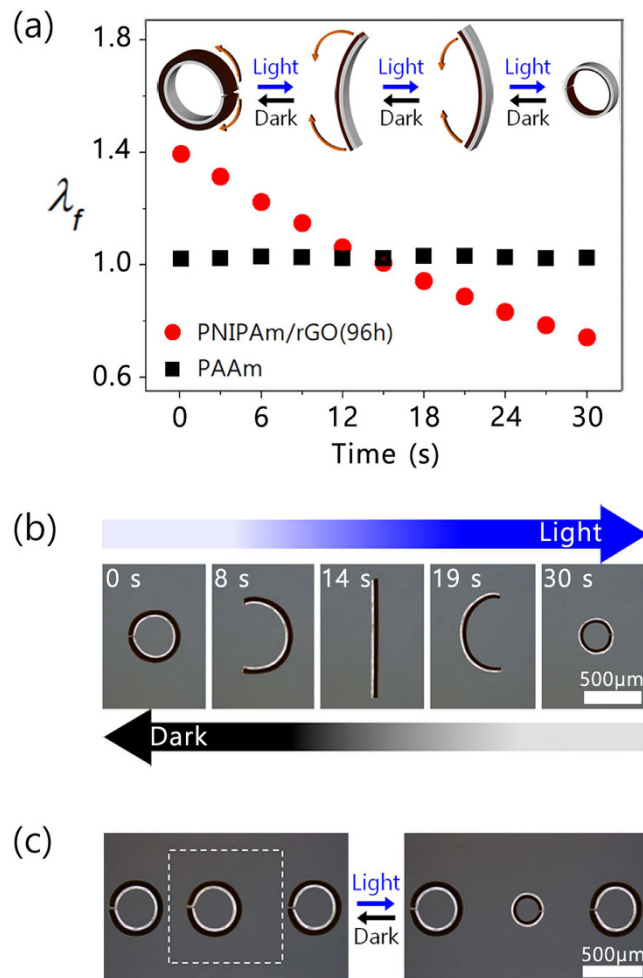 (a)
1.8
1.4
1.0
0.6
λf
Light
Dark
Light
Dark
Light
Dark
PNIPAm/rGO(96h)
PAAm
0 6 12 18 24 30
Time (s)
(b)
Light
0 s 8 s 14 s 19 s 30 s
500μm
Dark
(c)
Light
Dark
500μm